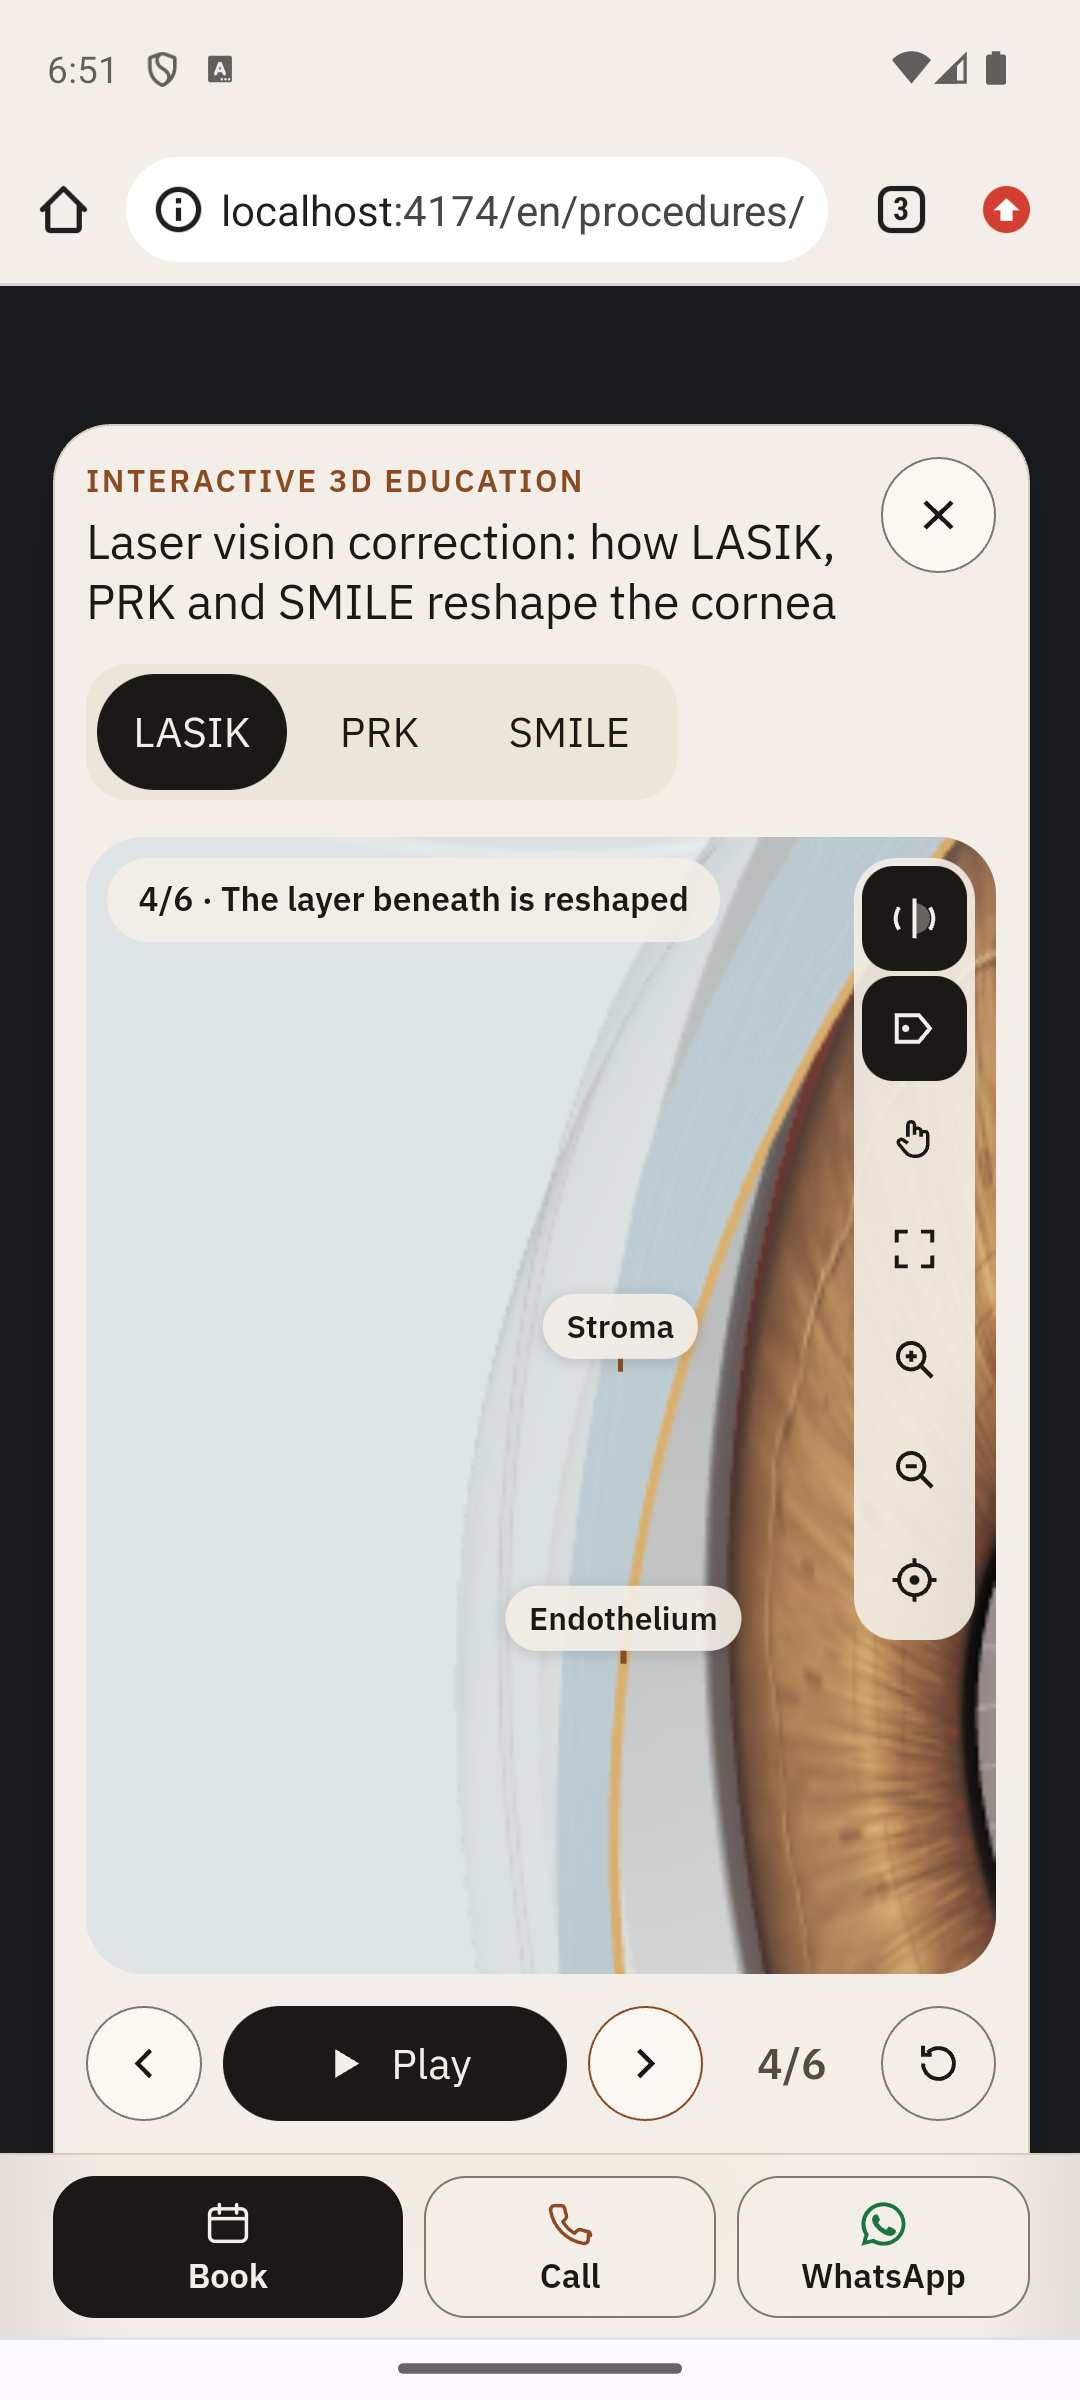 6:51
localhost:4174/en/procedures/
3
INTERACTIVE 3D EDUCATION
Laser vision correction: how LASIK,
PRK and SMILE reshape the cornea
LASIK
PRK
SMILE
4/6 · The layer beneath is reshaped
Stroma
Endothelium
Play
4/6
Book
Call
WhatsApp